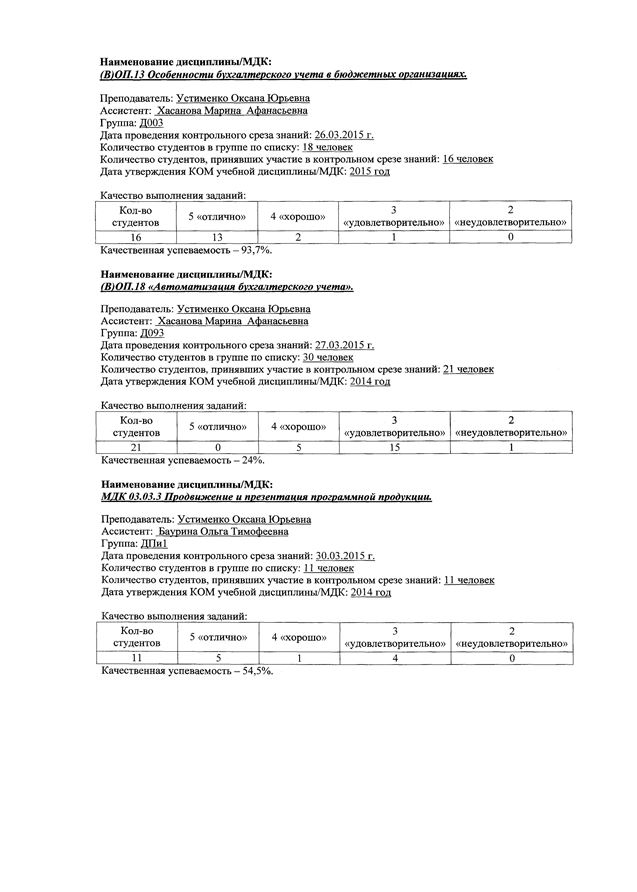 Наименование дисциплины/МДК:
(В)ОП.13 Особенности бухгалтерского учета в бюджетных организациях.
Преподаватель: Устименко Оксана Юрьевна
Ассистент: Хасанова Марина Афанасьевна
Группа: Д003
Дата проведения контрольного среза знаний: 26.03.2015 г.
Количество студентов в группе по списку: 18 человек
Количество студентов, принявших участие в контрольном срезе знаний: 16 человек
Дата утверждения КОМ учебной дисциплины/МДК: 2015 год
Качество выполнения заданий:
Кол-во студентов 5 «отлично» 4 «хорошо» 3 «удовлетворительно» 2 «неудовлетворительно»
16 13 2 1 0
Качественная успеваемость – 93,7%.
Наименование дисциплины/МДК:
(В)ОП.18 «Автоматизация бухгалтерского учета».
Преподаватель: Устименко Оксана Юрьевна
Ассистент: Хасанова Марина Афанасьевна
Группа: Д093
Дата проведения контрольного среза знаний: 27.03.2015 г.
Количество студентов в группе по списку: 30 человек
Количество студентов, принявших участие в контрольном срезе знаний: 21 человек
Дата утверждения КОМ учебной дисциплины/МДК: 2014 год
Качество выполнения заданий:
Кол-во студентов 5 «отлично» 4 «хорошо» 3 «удовлетворительно» 2 «неудовлетворительно»
21 0 5 15 1
Качественная успеваемость – 24%.
Наименование дисциплины/МДК:
МДК 03.03.3 Продвижение и презентация программной продукции.
Преподаватель: Устименко Оксана Юрьевна
Ассистент: Баурина Ольга Тимофеевна
Группа: ДПи1
Дата проведения контрольного среза знаний: 30.03.2015 г.
Количество студентов в группе по списку: 11 человек
Количество студентов, принявших участие в контрольном срезе знаний: 11 человек
Дата утверждения КОМ учебной дисциплины/МДК: 2014 год
Качество выполнения заданий:
Кол-во студентов 5 «отлично» 4 «хорошо» 3 «удовлетворительно» 2 «неудовлетворительно»
11 5 1 4 0
Качественная успеваемость – 54,5%.